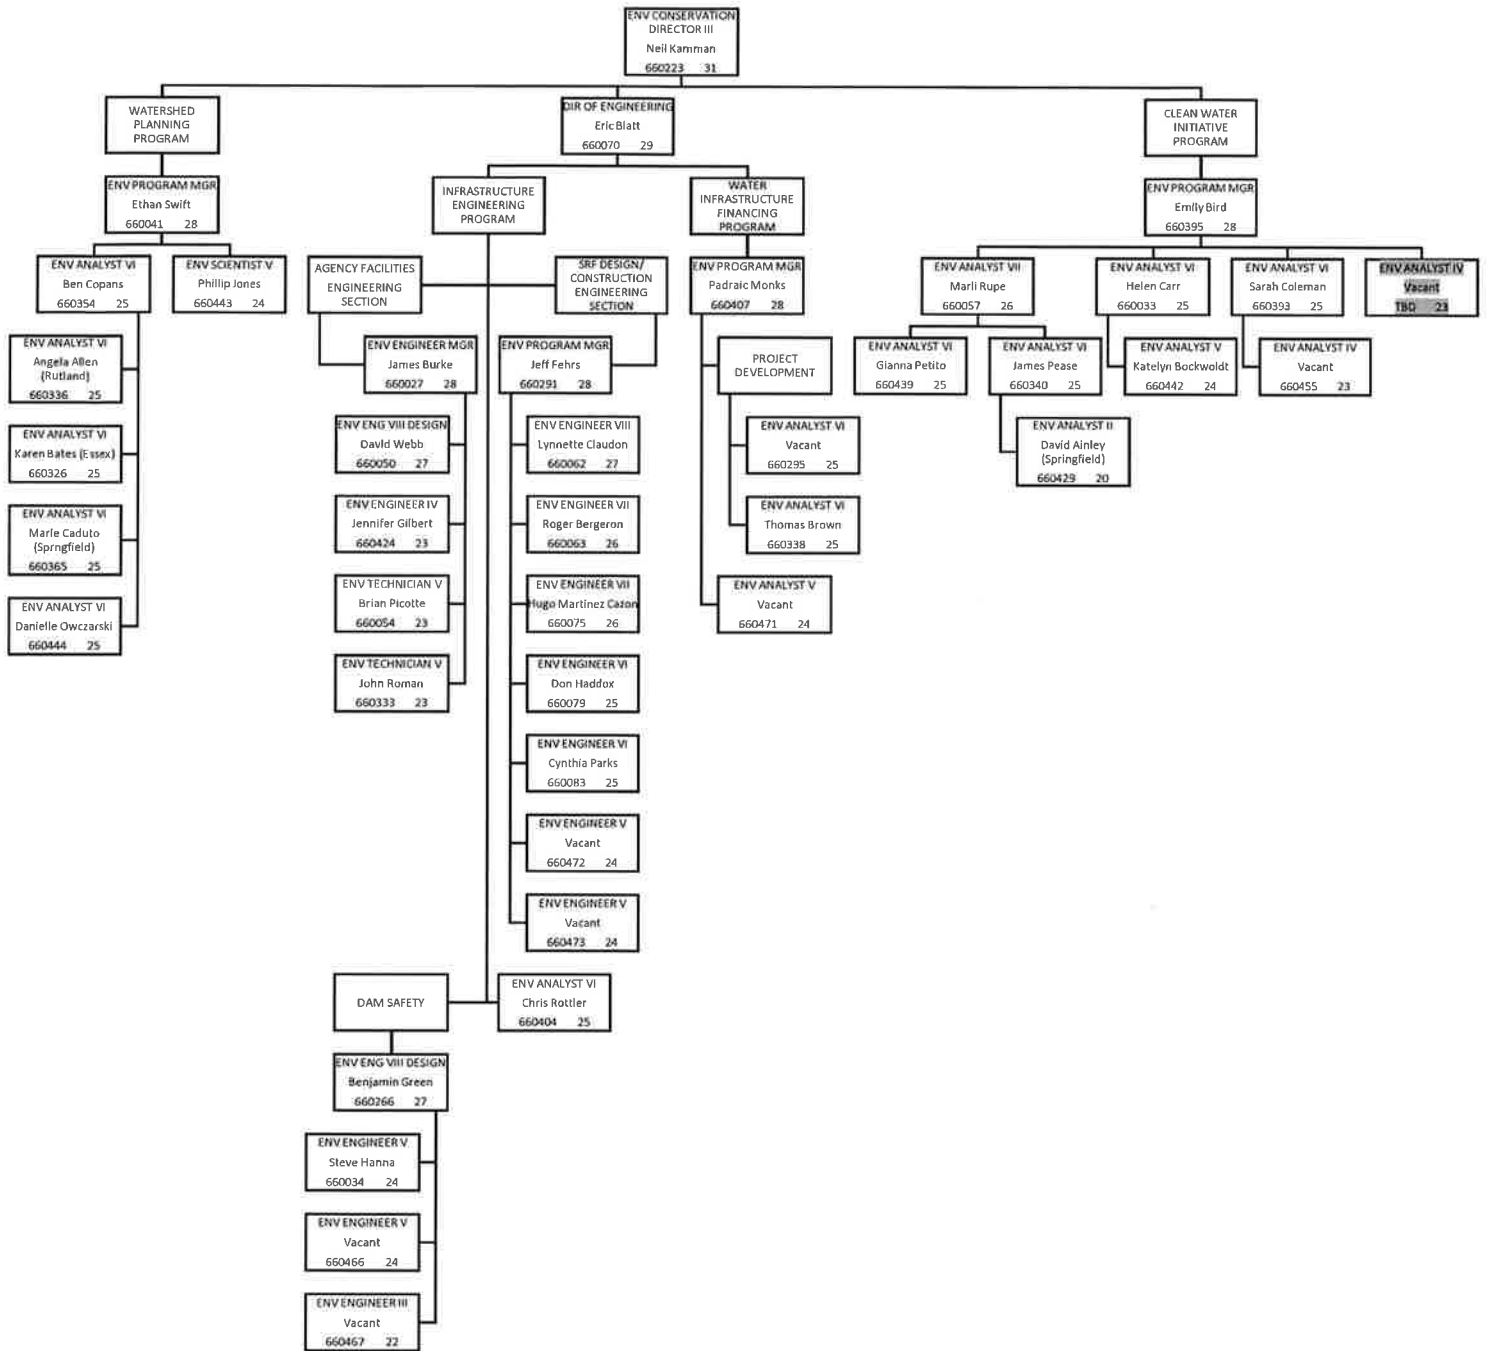 ENV CONSERVATION
DIRECTOR III
Neil Kamman
660223 31
WATERSHED
PLANNING
PROGRAM
DIR OF ENGINEERING
Eric Blatt
660070 29
CLEAN WATER
INITIATIVE
PROGRAM
ENV PROGRAM MGR
Ethan Swift
660041 28
INFRASTRUCTURE
ENGINEERING
PROGRAM
WATER
INFRASTRUCTURE
FINANCING
PROGRAM
ENV PROGRAM MGR
Emily Bird
660395 28
ENV ANALYST VI
Ben Copans
660354 25
ENV SCIENTIST V
Phillip Jones
660443 24
AGENCY FACILITIES
ENGINEERING
SECTION
SRF DESIGN/
CONSTRUCTION
ENGINEERING
SECTION
ENV PROGRAM MGR
Padraic Monks
660407 28
ENV ANALYST VII
Marli Rupe
660057 26
ENV ANALYST VI
Helen Carr
660033 25
ENV ANALYST VI
Sarah Coleman
660393 25
ENV ANALYST IV
Vacant
TBD 23
ENV ANALYST VI
Angela Allen
(Rutland)
660336 25
ENV ENGINEER MGR
James Burke
660027 28
ENV PROGRAM MGR
Jeff Fehrs
660291 28
PROJECT
DEVELOPMENT
ENV ANALYST VI
Gianna Petito
660439 25
ENV ANALYST VI
James Pease
660340 25
ENV ANALYST V
Katelyn Bockwoldt
660442 24
ENV ANALYST IV
Vacant
660455 23
ENV ANALYST VI
Karen Bates (Essex)
660326 25
ENV ENG VIII DESIGN
David Webb
660050 27
ENV ENGINEER VIII
Lynnette Claudon
660062 27
ENV ANALYST VI
Vacant
660295 25
ENV ANALYST II
David Ainley
(Springfield)
660429 20
ENV ANALYST VI
Marie Caduto
(Sprngfield)
660365 25
ENV ENGINEER IV
Jennifer Gilbert
660424 23
ENV ENGINEER VII
Roger Bergeron
660063 26
ENV ANALYST VI
Thomas Brown
660338 25
ENV ANALYST VI
Danielle Owczarski
660444 25
ENV TECHNICIAN V
Brian Picotte
660054 23
ENV ENGINEER VII
Hugo Martinez Cazon
660075 26
ENV ANALYST V
Vacant
660471 24
ENV TECHNICIAN V
John Roman
660333 23
ENV ENGINEER VI
Don Haddox
660079 25
ENV ENGINEER VI
Cynthia Parks
660083 25
ENV ENGINEER V
Vacant
660472 24
ENV ENGINEER V
Vacant
660473 24
DAM SAFETY
ENV ANALYST VI
Chris Rottler
660404 25
ENV ENG VIII DESIGN
Benjamin Green
660266 27
ENV ENGINEER V
Steve Hanna
660034 24
ENV ENGINEER V
Vacant
660466 24
ENV ENGINEER III
Vacant
660467 22